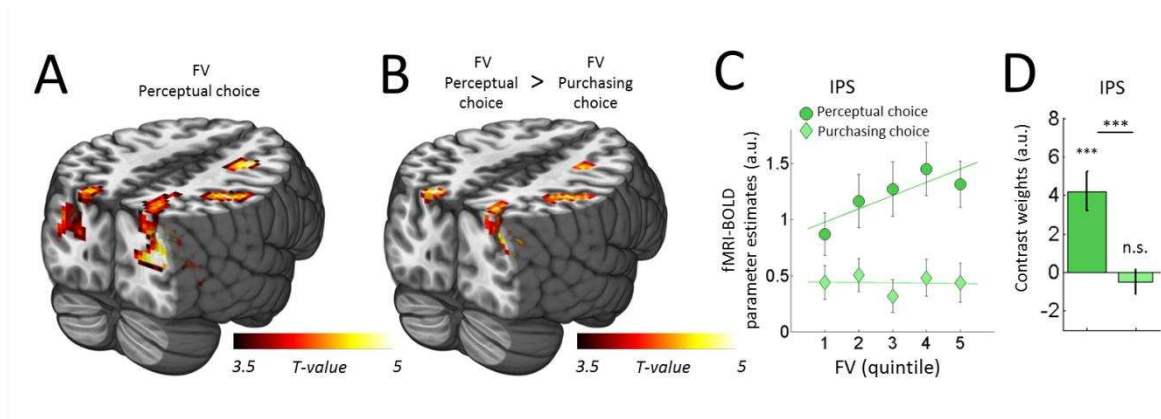 A
FV
Perceptual choice
3.5 T-value 5
B
FV FV
Perceptual > Purchasing
choice choice
3.5 T-value 5
C
IPS
Perceptual choice
Purchasing choice
fMRI-BOLD
parameter estimates (a.u.)
1.5
1
0.5
0
1 2 3 4 5
FV (quintile)
D
IPS
Contrast weights (a.u.)
8
6
4
2
0
−2
***
***
n.s.